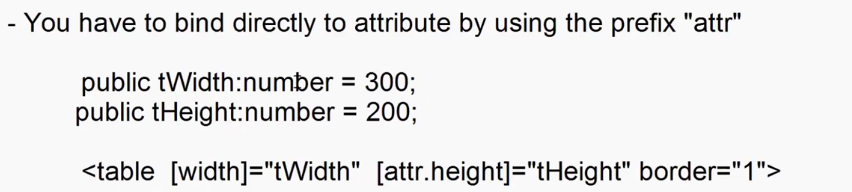 - You have to bind directly to attribute by using the prefix "attr"
public tWidth:number = 300;
public tHeight:number = 200;
<table [width]="tWidth" [attr.height]="tHeight" border="1">